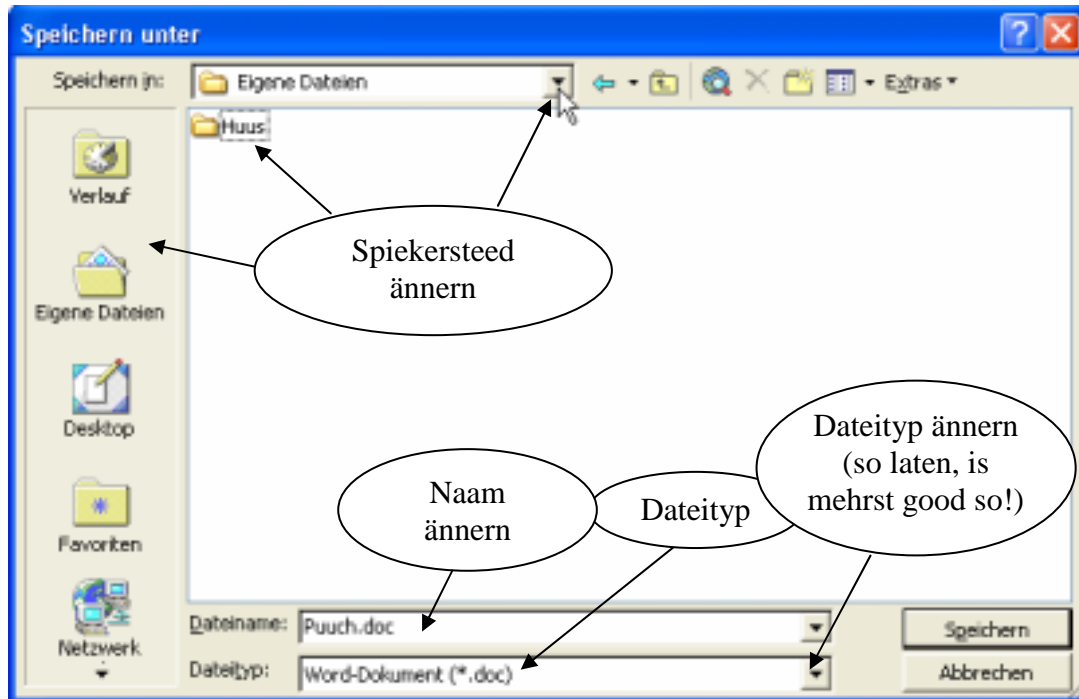 Speichern unter
Speichern in: Eigene Dateien Extras
Huus
Verlauf
Spiekersteed
ännern
Eigene Dateien
Desktop
Dateityp ännern
(so laten, is
mehrst good so!)
Naam
ännern
Dateityp
Favoriten
Netzwerk
Dateiname: Puuch.doc Speichern
Dateityp: Word-Dokument (*.doc) Abbrechen